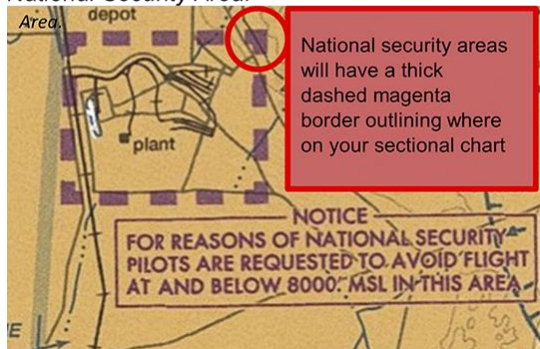 National Security Area.
Area.
depot
National security areas
will have a thick
dashed magenta
border outlining where
on your sectional chart
plant
NOTICE
FOR REASONS OF NATIONAL SECURITY
PILOTS ARE REQUESTED TO AVOID FLIGHT
AT AND BELOW 8000' MSL IN THIS AREA
E